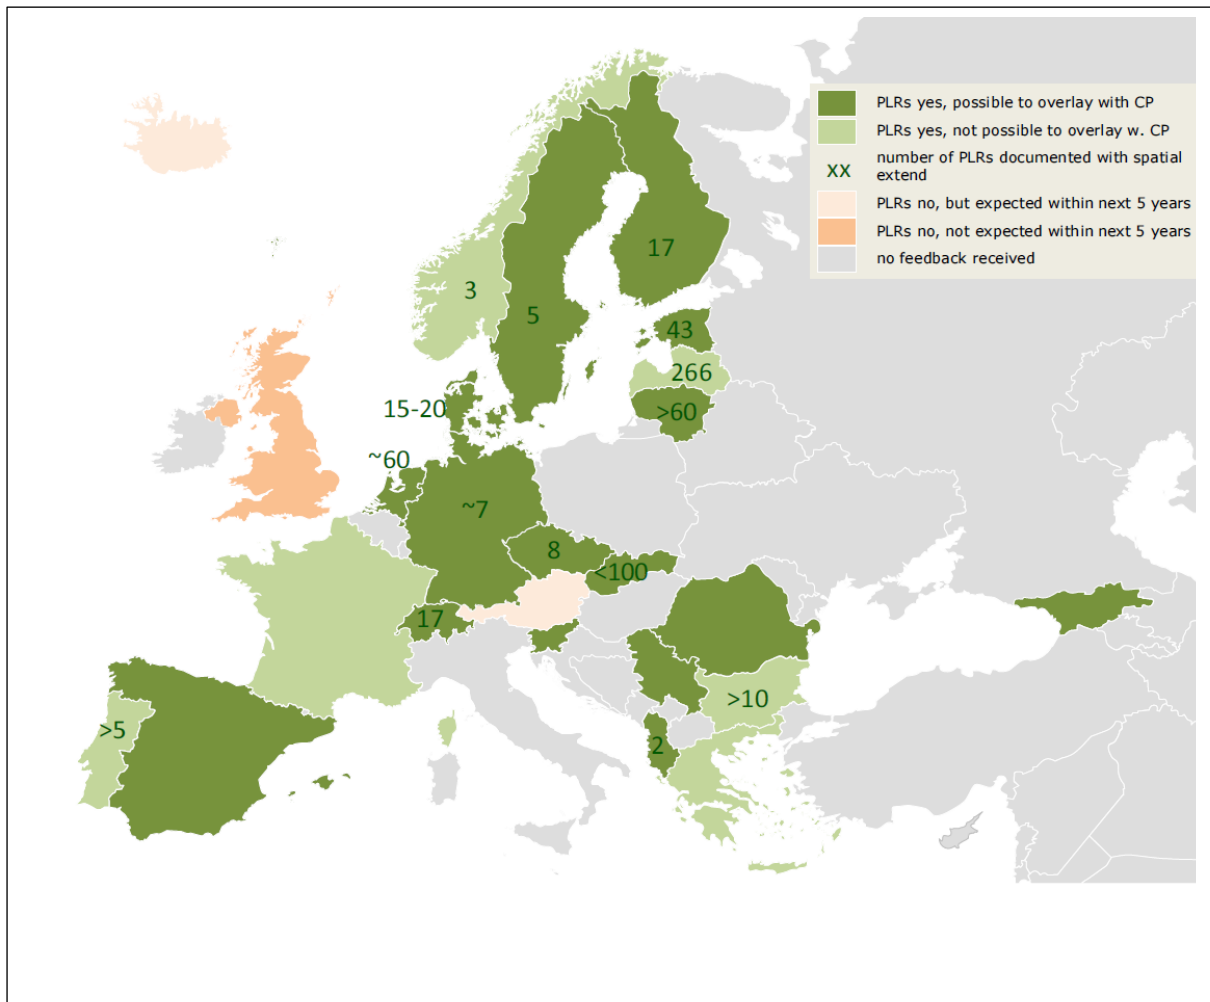 PLRs yes, possible to overlay with CP
PLRs yes, not possible to overlay w. CP
xx
number of PLRs documented with spatial
extend
PLRs no, but expected within next 5 years
PLRs no, not expected within next 5 years
no feedback received
17
3
5
43
266
15-20
>60
~60
~7
8
<100
17
>10
>5
2